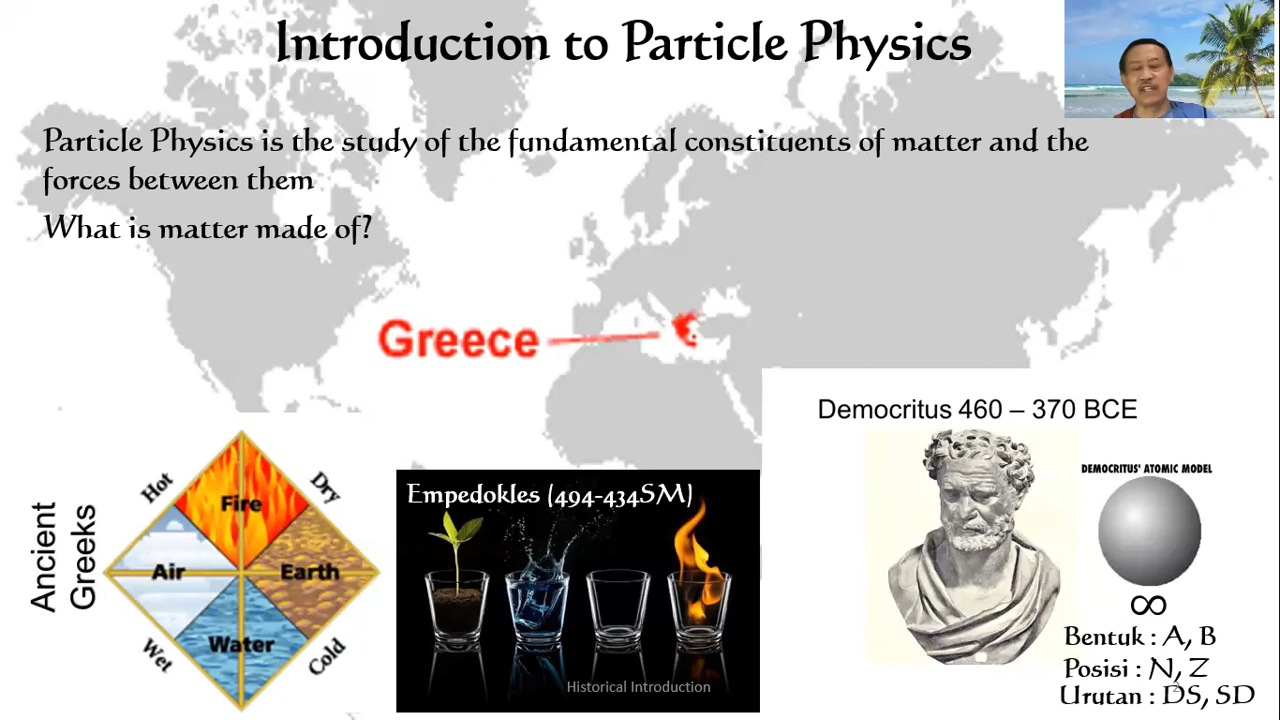 Introduction to Particle Physics
Particle Physics is the study of the fundamental constituents of matter and the
forces between them
What is matter made of?
Greece
Ancient
Greeks
Hot
Dry
Fire
Air
Earth
Water
Wet
Cold
Empedokles (494-434SM)
Historical Introduction
Democritus 460 – 370 BCE
DEMOCRITUS' ATOMIC MODEL
∞
Bentuk : A, B
Posisi : N, Z
Urutan : DS, SD